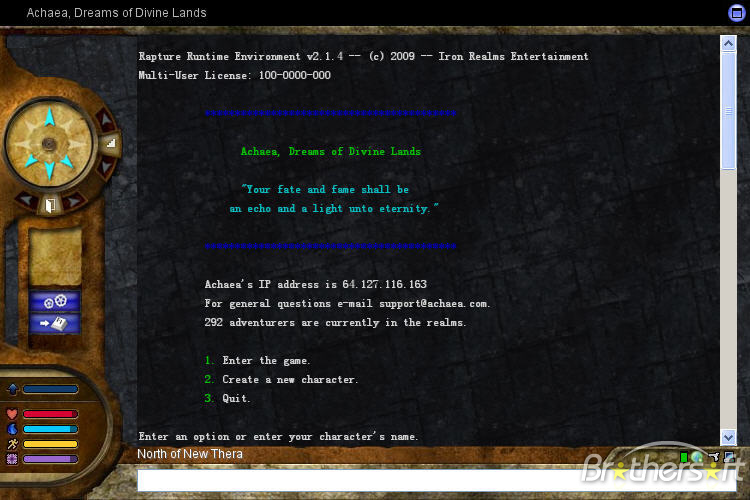 Achaea, Dreams of Divine Lands
Rapture Runtime Environment v2.1.4 -- (c) 2009 -- Iron Realms Entertainment
Multi-User License: 100-0000-000
Achaea, Dreams of Divine Lands
"Your fate and fame shall be
an echo and a light unto eternity."
Achaea's IP address is 64.127.116.163
For general questions e-mail support@achaea.com.
292 adventurers are currently in the realms.
1. Enter the game.
2. Create a new character.
3. Quit.
Enter an option or enter your character's name.
North of New Thera
Brothersoft